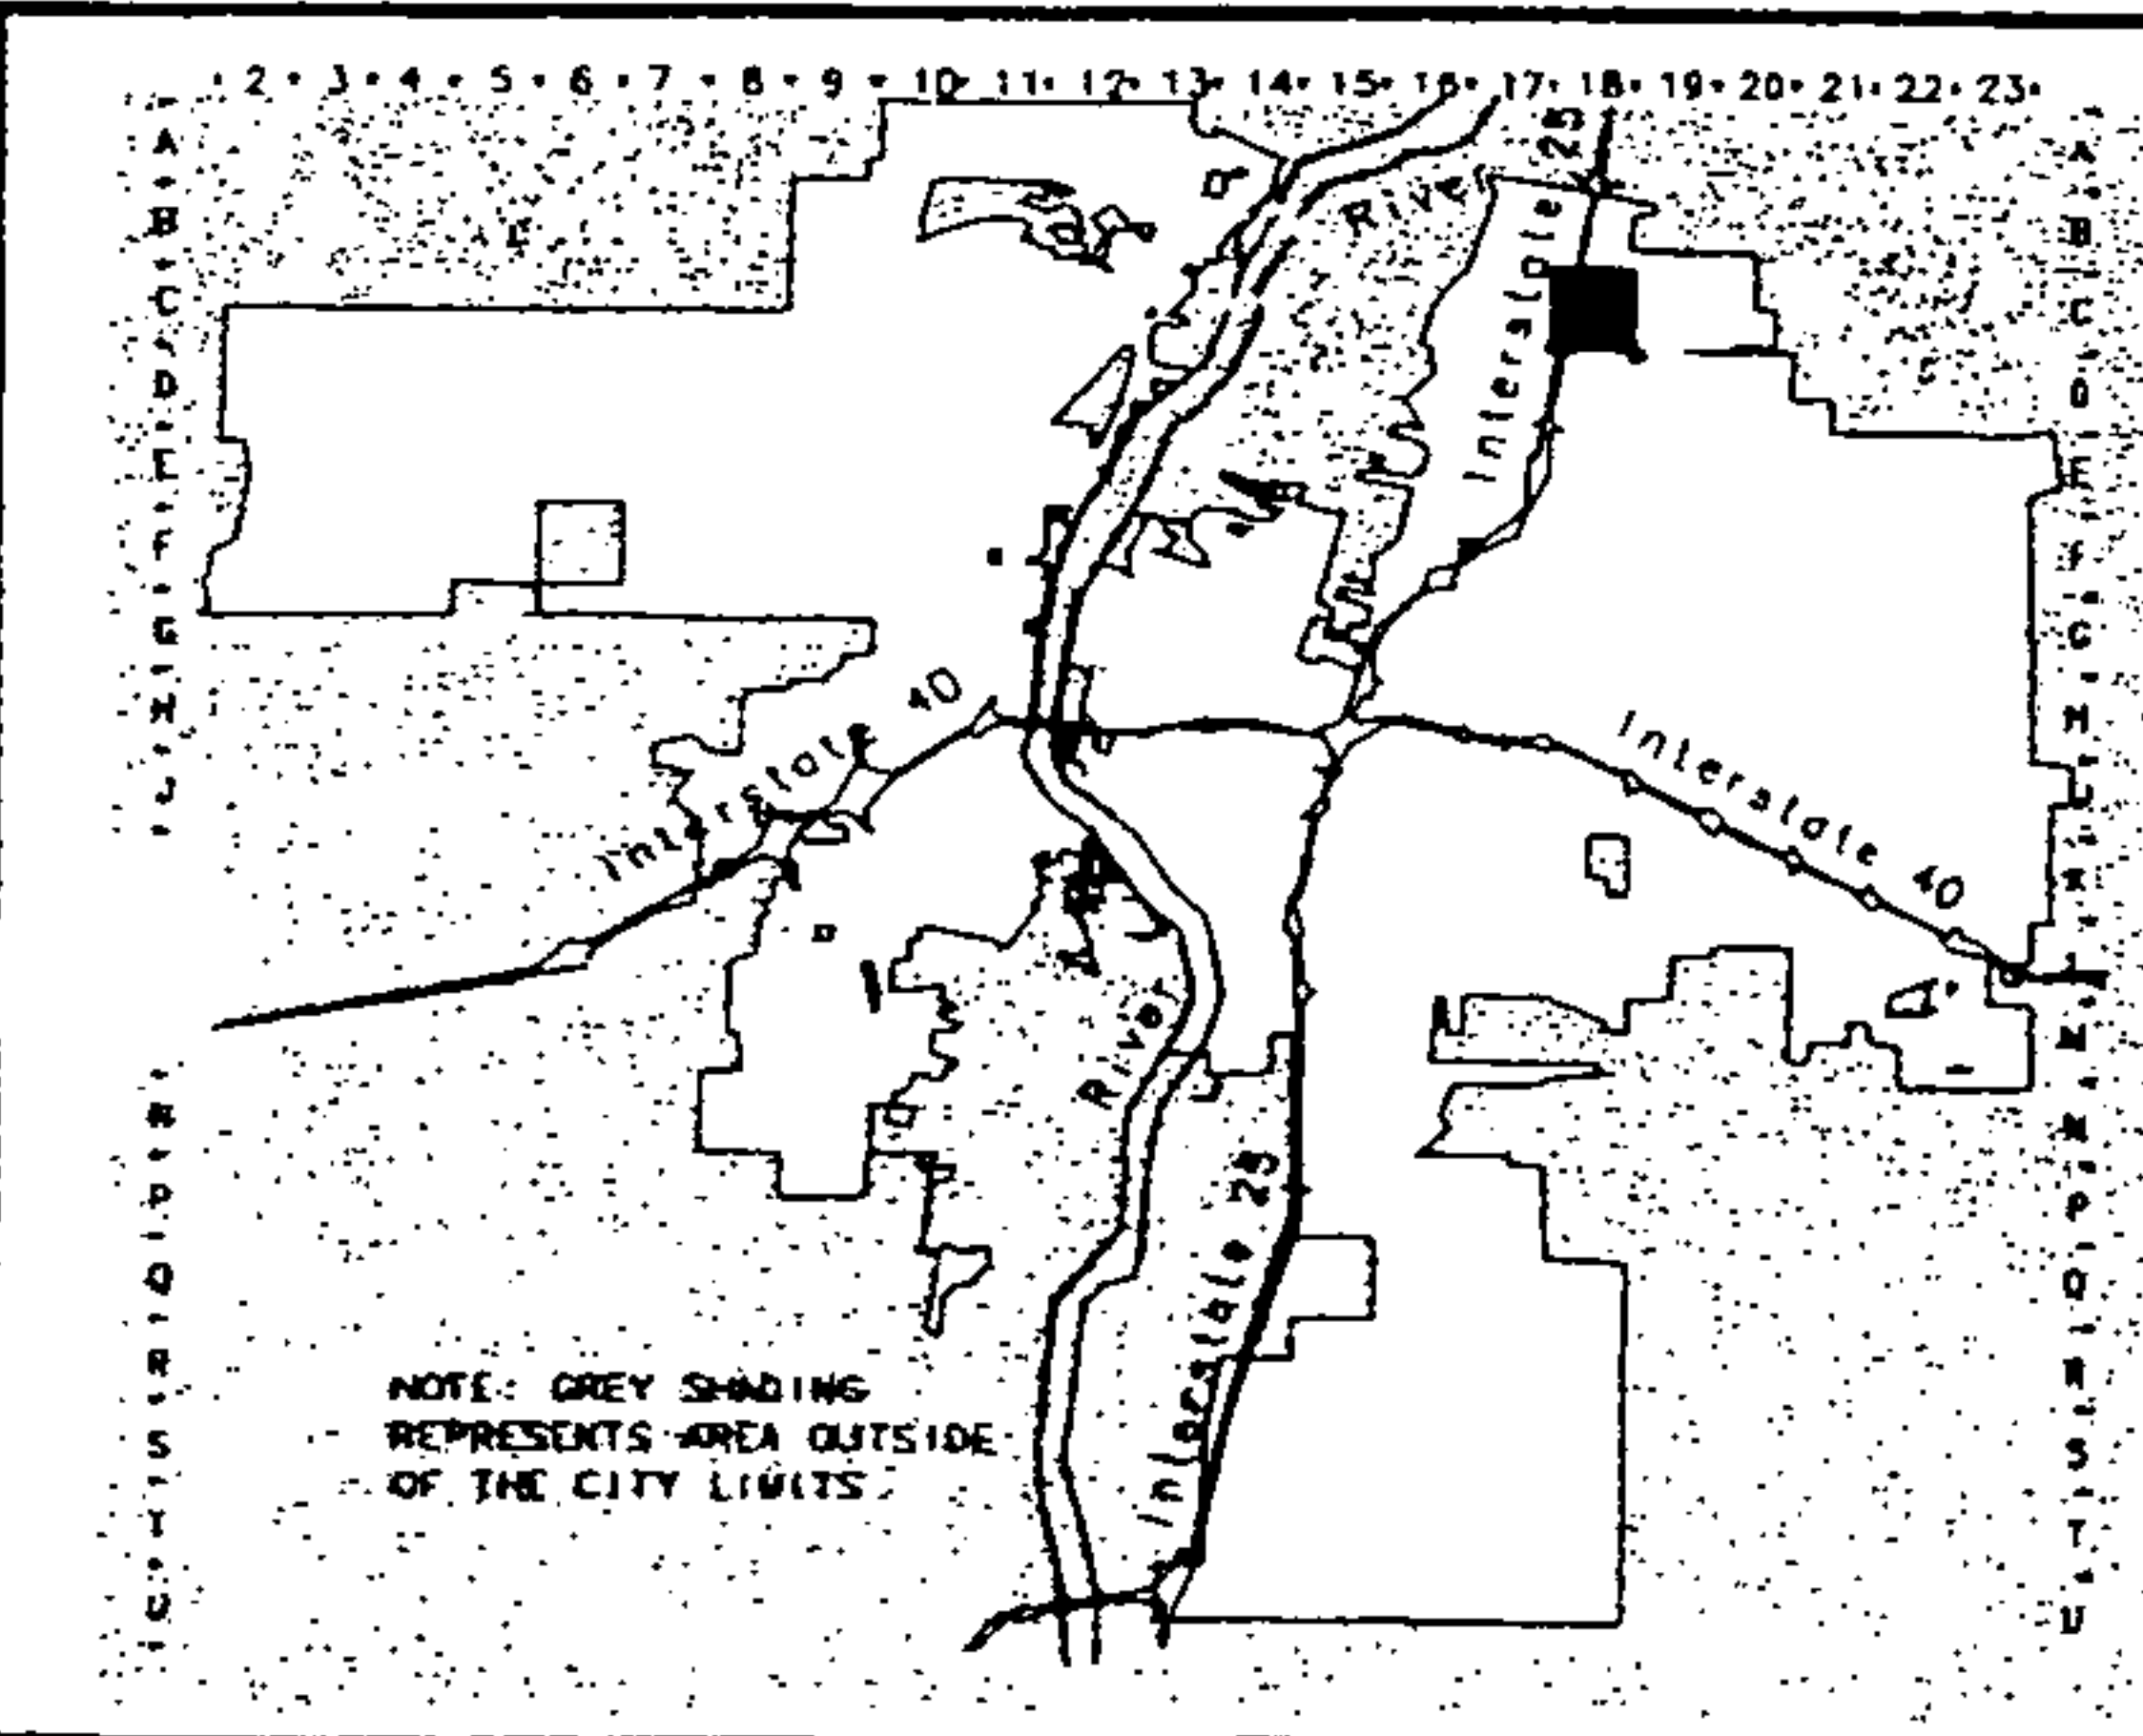 2 3 4 5 6 7 8 9 10 11 12 13 14 15 16 17 18 19 20 21 22 23
A
B
C
D
E
F
G
H
J
N
P
Q
R
S
T
U
River
Interstate 25
Interstate 40
Interstate 40
River
Interstate 25
A
B
C
D
E
F
G
H
J
K
L
M
N
P
Q
R
S
T
U
NOTE: GREY SHADING
REPRESENTS AREA OUTSIDE
OF THE CITY LIMITS